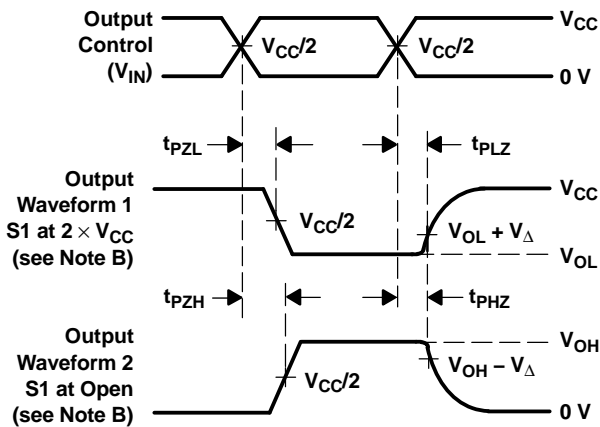 Output
Control
(VIN)
VCC/2
VCC/2
VCC
0 V
tPZL
tPLZ
Output
Waveform 1
S1 at 2 × VCC
(see Note B)
VCC/2
VCC
VOL + VΔ
VOL
tPZH
tPHZ
Output
Waveform 2
S1 at Open
(see Note B)
VCC/2
VOH
VOH − VΔ
0 V